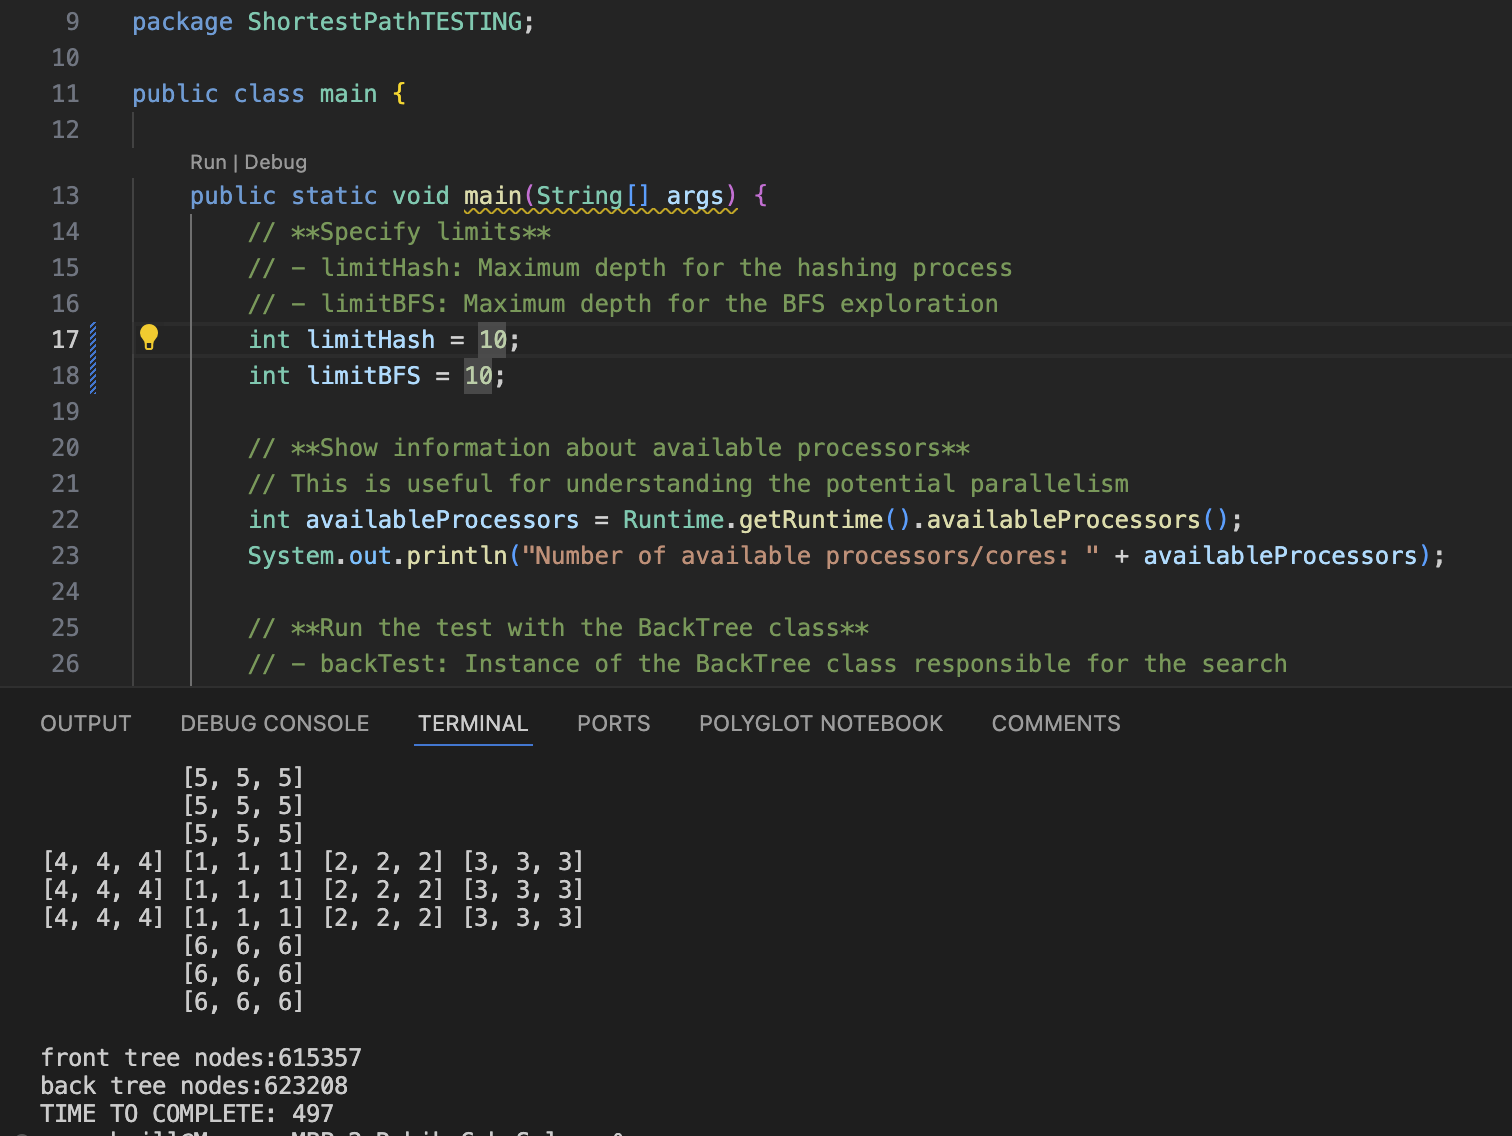 9 package ShortestPathTESTING;
10
11 public class main {
12
Run | Debug
13 public static void main(String[] args) {
14 // **Specify limits**
15 // - limitHash: Maximum depth for the hashing process
16 // - limitBFS: Maximum depth for the BFS exploration
17 int limitHash = 10;
18 int limitBFS = 10;
19
20 // **Show information about available processors**
21 // This is useful for understanding the potential parallelism
22 int availableProcessors = Runtime.getRuntime().availableProcessors();
23 System.out.println("Number of available processors/cores: " + availableProcessors);
24
25 // **Run the test with the BackTree class**
26 // - backTest: Instance of the BackTree class responsible for the search
OUTPUT DEBUG CONSOLE TERMINAL PORTS POLYGLOT NOTEBOOK COMMENTS
[5, 5, 5]
[5, 5, 5]
[5, 5, 5]
[4, 4, 4] [1, 1, 1] [2, 2, 2] [3, 3, 3]
[4, 4, 4] [1, 1, 1] [2, 2, 2] [3, 3, 3]
[4, 4, 4] [1, 1, 1] [2, 2, 2] [3, 3, 3]
[6, 6, 6]
[6, 6, 6]
[6, 6, 6]
front tree nodes:615357
back tree nodes:623208
TIME TO COMPLETE: 497